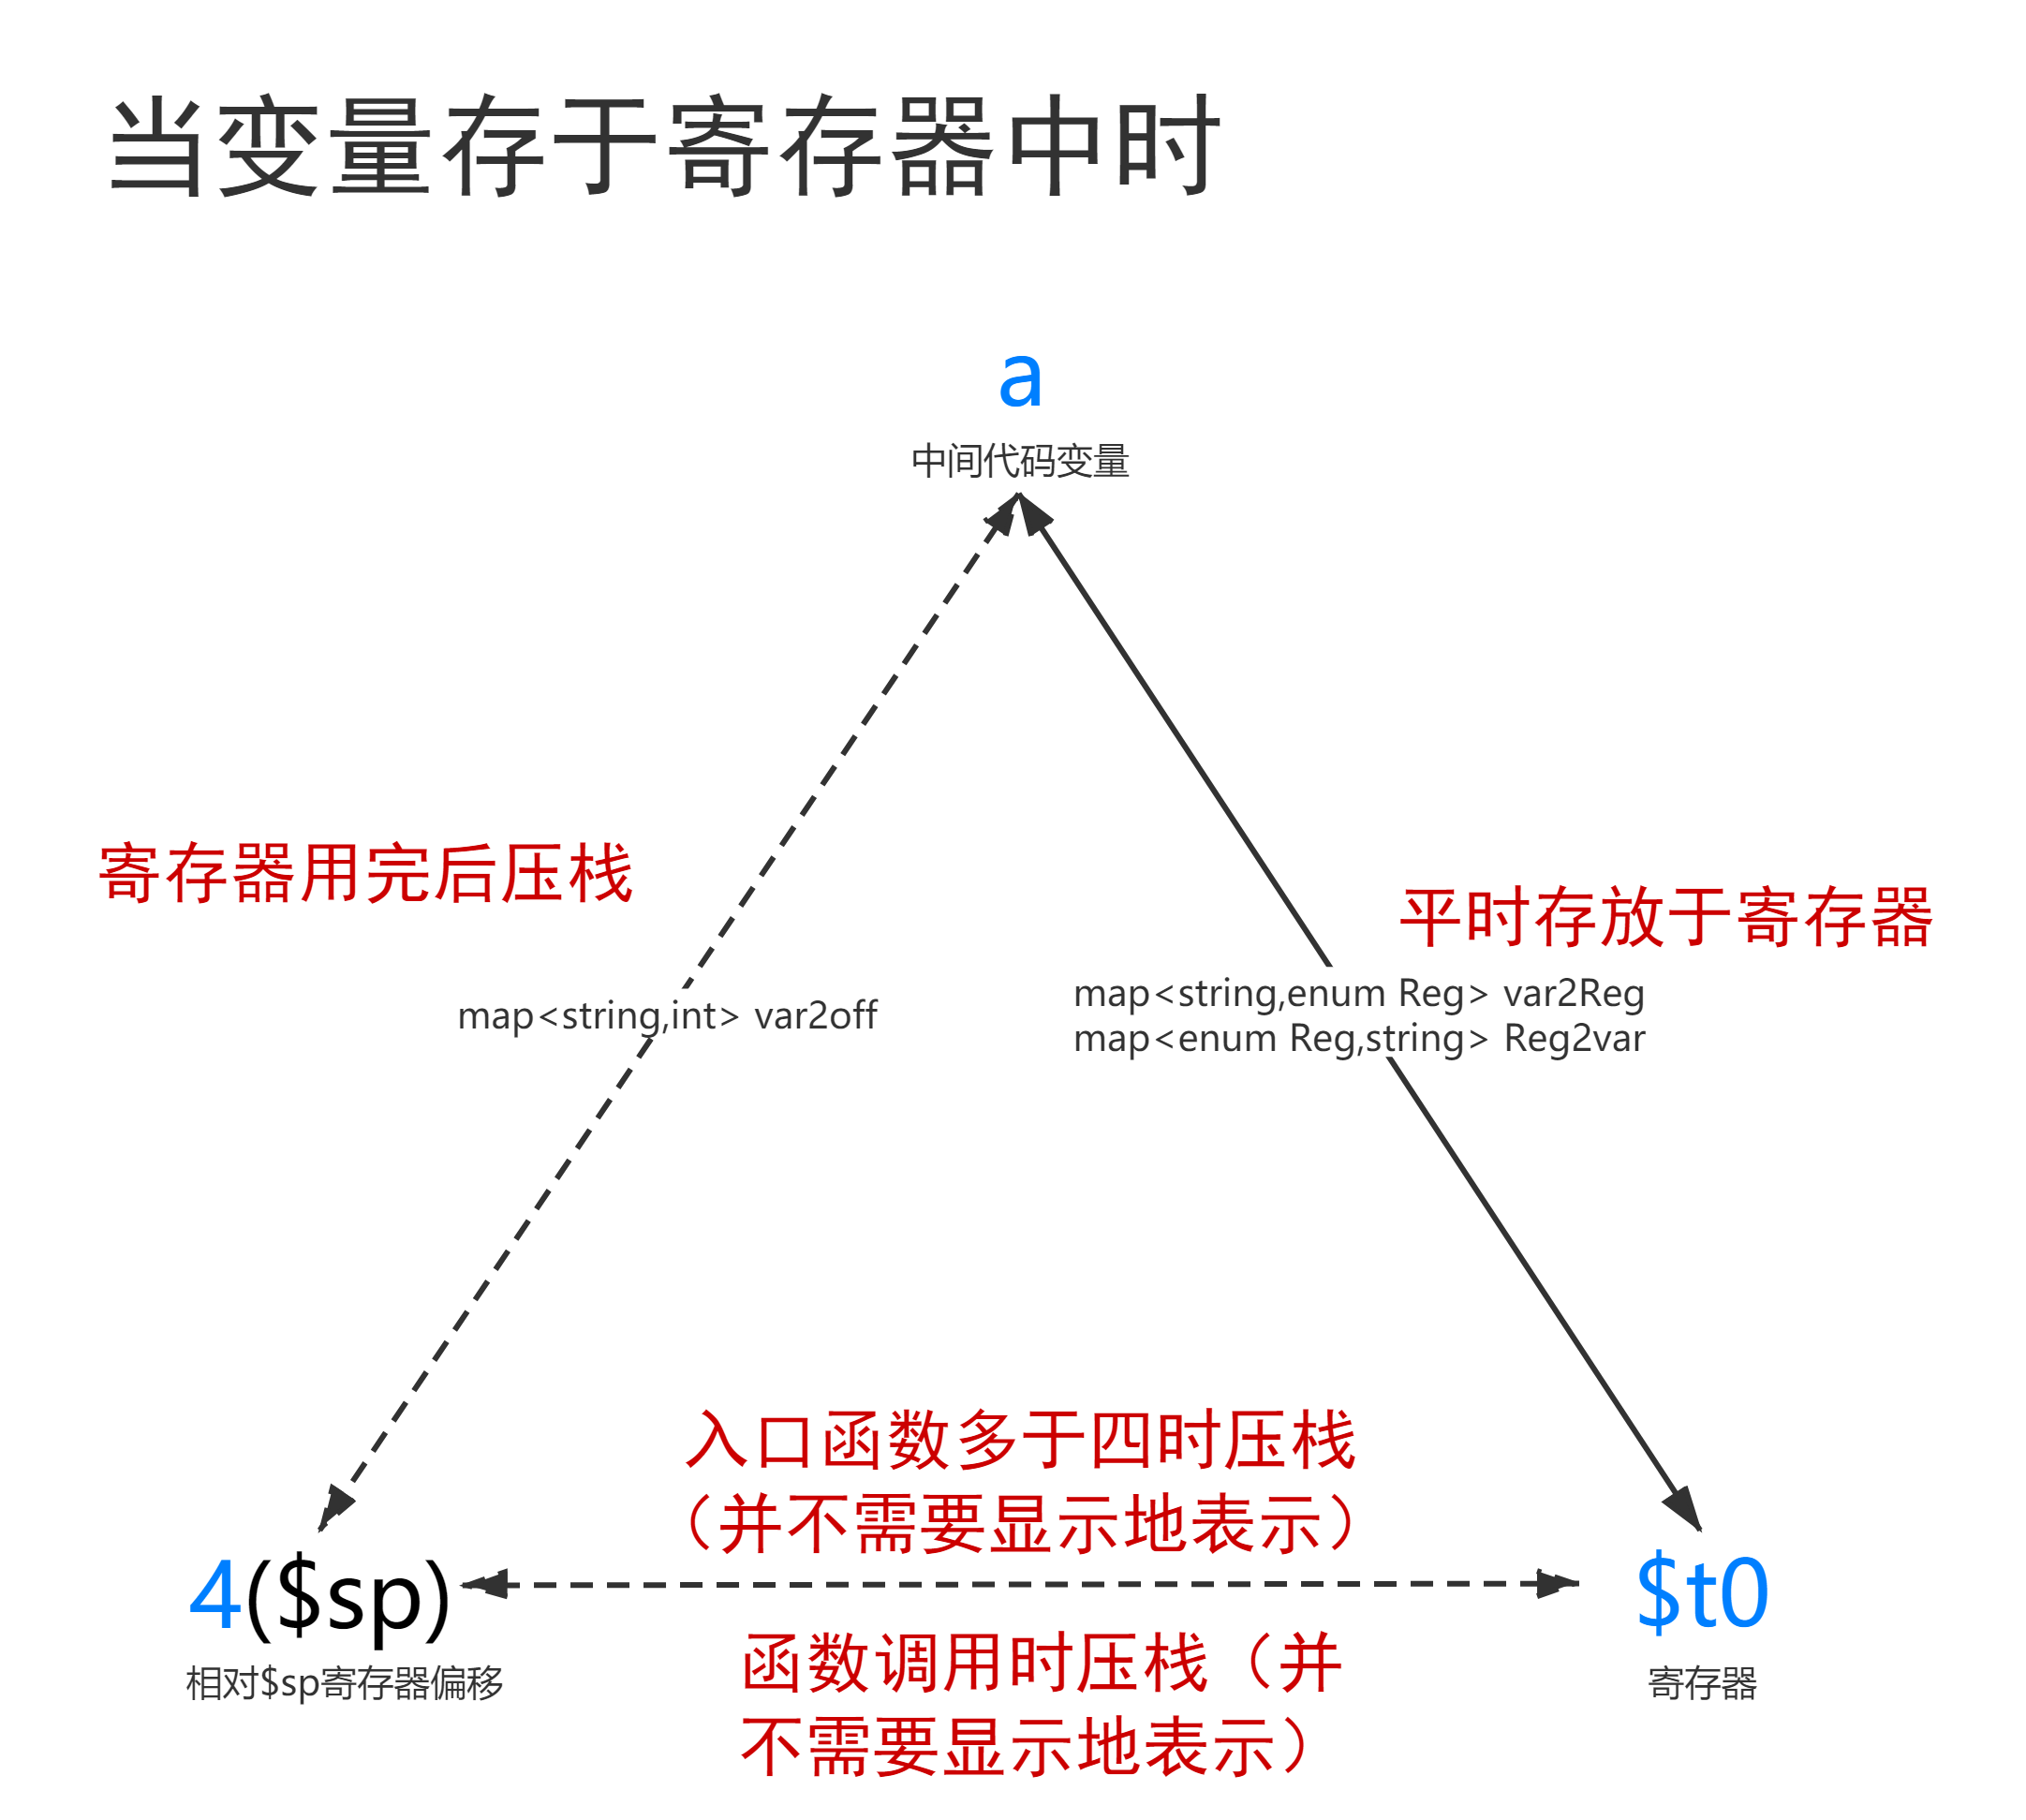 当变量存于寄存器中时
a
中间代码变量
寄存器用完后压栈
平时存放于寄存器
map<string,int> var2off
map<string,enum Reg> var2Reg
map<enum Reg,string> Reg2var
入口函数多于四时压栈
（并不需要显示地表示）
4($sp)
$t0
相对$sp寄存器偏移
寄存器
函数调用时压栈（并
不需要显示地表示）